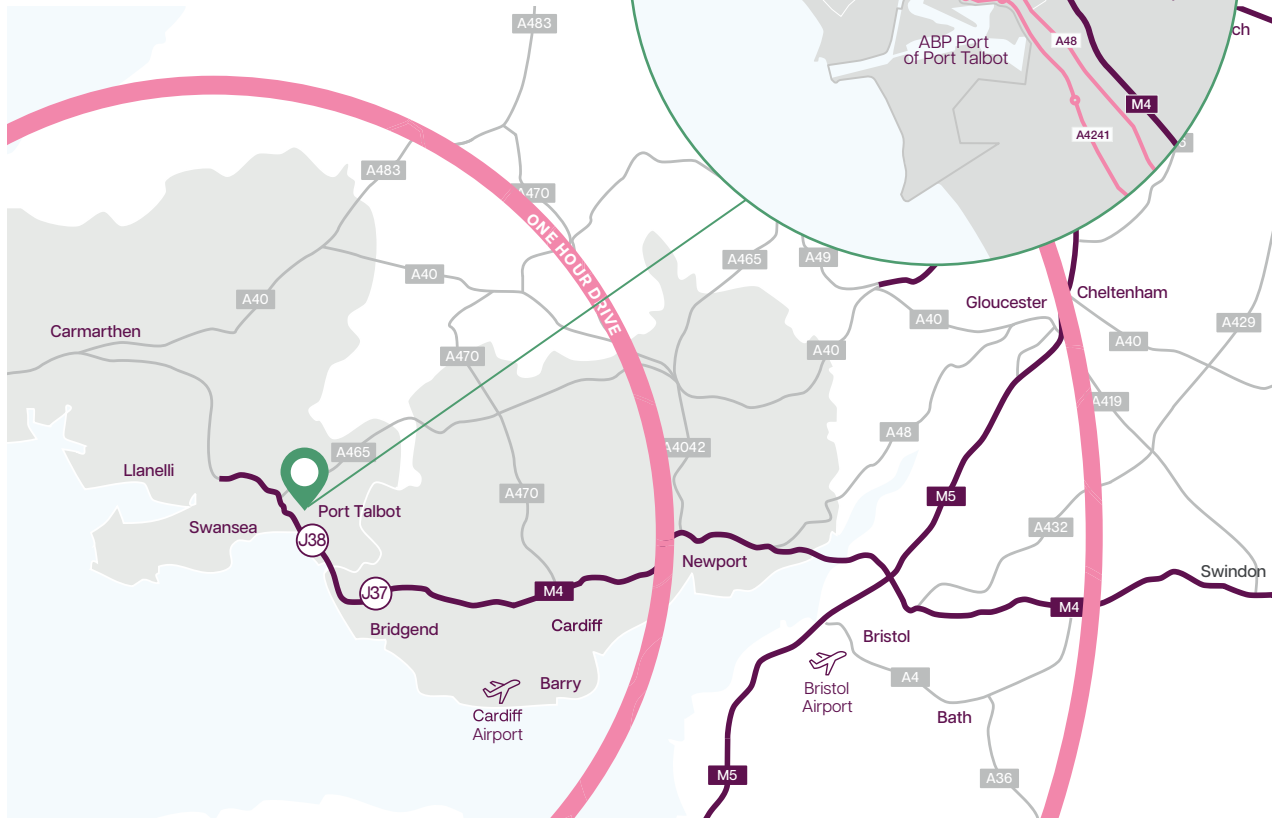 A483
ABP Port
of Port Talbot
A48
ch
M4
A4241
A483
A470
ONE HOUR DRIVE
A465
A49
A40
A40
Gloucester
Cheltenham
A40
A429
Carmarthen
A40
A40
A470
A419
A48
A4042
A465
Llanelli
A470
M5
Port Talbot
Swansea
A432
J38
Newport
Swindon
J37
M4
M4
Bridgend
Cardiff
Bristol
A4
Barry
Bristol
Airport
Cardiff
Airport
Bath
M5
A36